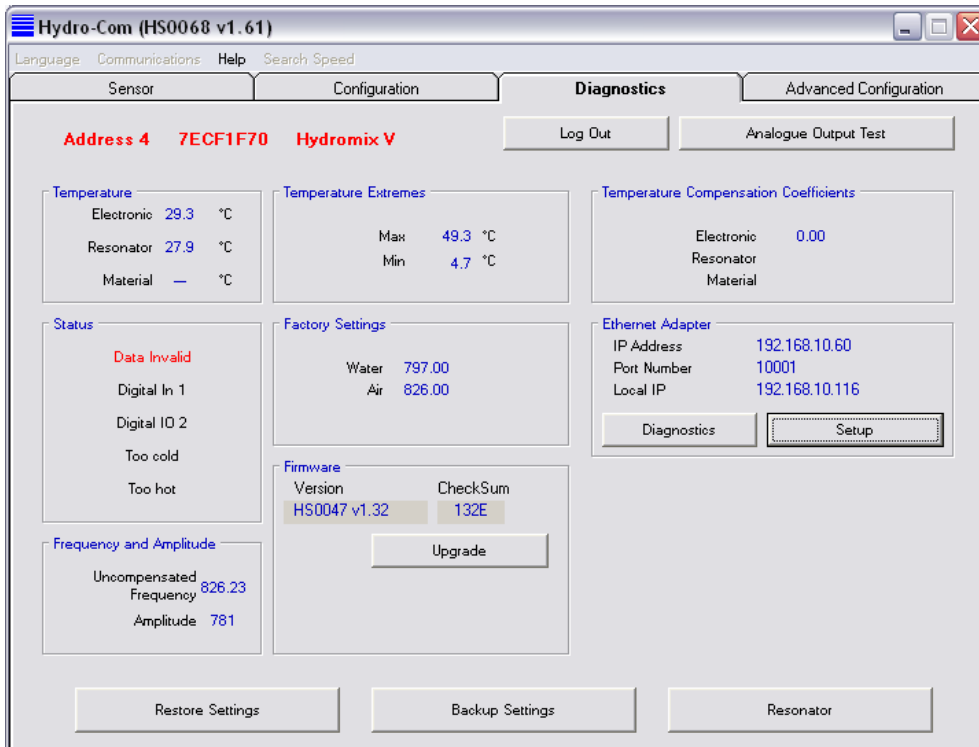 Hydro-Com (HS0068 v1.61)
Language Communications Help Search Speed
Sensor Configuration Diagnostics Advanced Configuration
Address 4 7ECF1F70 Hydromix V
Log Out Analogue Output Test
Temperature
Electronic 29.3 °C
Resonator 27.9 °C
Material — °C
Temperature Extremes
Max 49.3 °C
Min 4.7 °C
Temperature Compensation Coefficients
Electronic 0.00
Resonator
Material
Status
Data Invalid
Digital In 1
Digital IO 2
Too cold
Too hot
Factory Settings
Water 797.00
Air 826.00
Ethernet Adapter
IP Address 192.168.10.60
Port Number 10001
Local IP 192.168.10.116
Diagnostics Setup
Firmware
Version CheckSum
HS0047 v1.32 132E
Upgrade
Frequency and Amplitude
Uncompensated
Frequency 826.23
Amplitude 781
Restore Settings Backup Settings Resonator